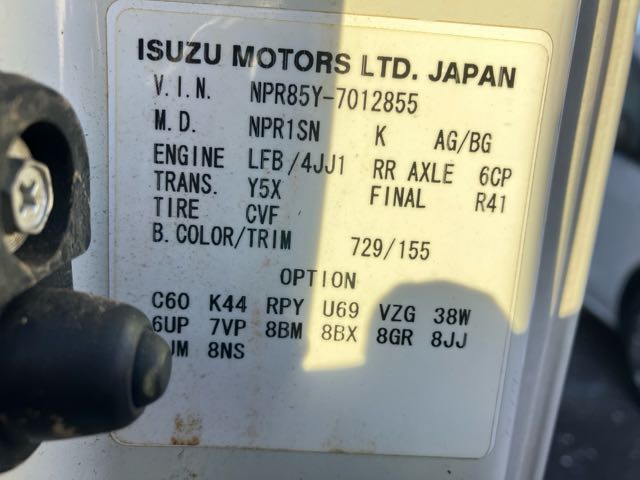 ISUZU MOTORS LTD. JAPAN
V.I.N. NPR85Y-7012855
M.D. NPR1SN K AG/BG
ENGINE LFB/4JJ1 RR AXLE 6CP
TRANS. Y5X FINAL R41
TIRE CVF
B.COLOR/TRIM 729/155
OPTION
C60 K44 RPY U69 VZG 38W
6UP 7VP 8BM 8BX 8GR 8JJ
8NS